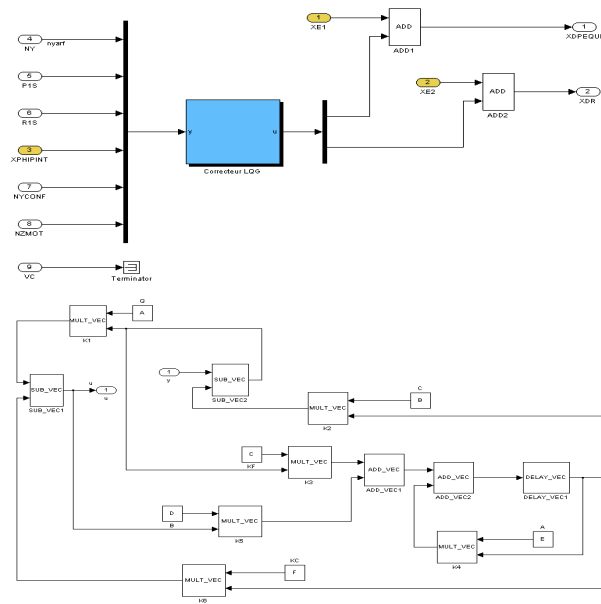 1
XE1
ADD
ADD1
1
XDPEQUI
4
NY
nyarf
5
P1S
6
R1S
3
XPHIPINT
7
NYCONF
8
NZMOT
9
VC
Terminator
y
u
Correcteur LQG
2
XE2
ADD
ADD2
2
XDR
Q
A
MULT_VEC
K1
SUB_VEC
SUB_VEC1
u
1
u
1
y
SUB_VEC
SUB_VEC2
C
B
MULT_VEC
K2
C
KF
MULT_VEC
K3
ADD_VEC
ADD_VEC1
ADD_VEC
ADD_VEC2
DELAY_VEC
DELAY_VEC1
D
B
MULT_VEC
K5
A
E
MULT_VEC
K4
KC
F
MULT_VEC
K6